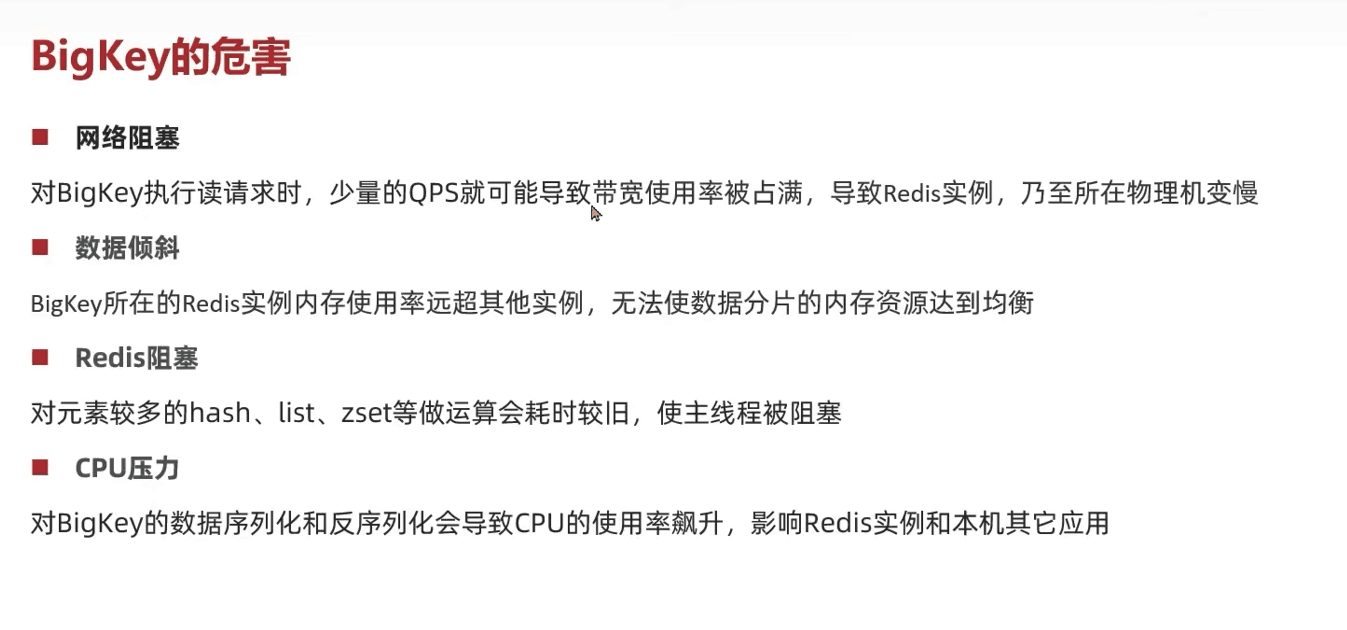 BigKey的危害
网络阻塞
对BigKey执行读请求时，少量的QPS就可能导致带宽使用率被占满，导致Redis实例，乃至所在物理机变慢
数据倾斜
BigKey所在的Redis实例内存使用率远超其他实例，无法使数据分片的内存资源达到均衡
Redis阻塞
对元素较多的hash、list、zset等做运算会耗时较旧，使主线程被阻塞
CPU压力
对BigKey的数据序列化和反序列化会导致CPU的使用率飙升，影响Redis实例和本机其它应用